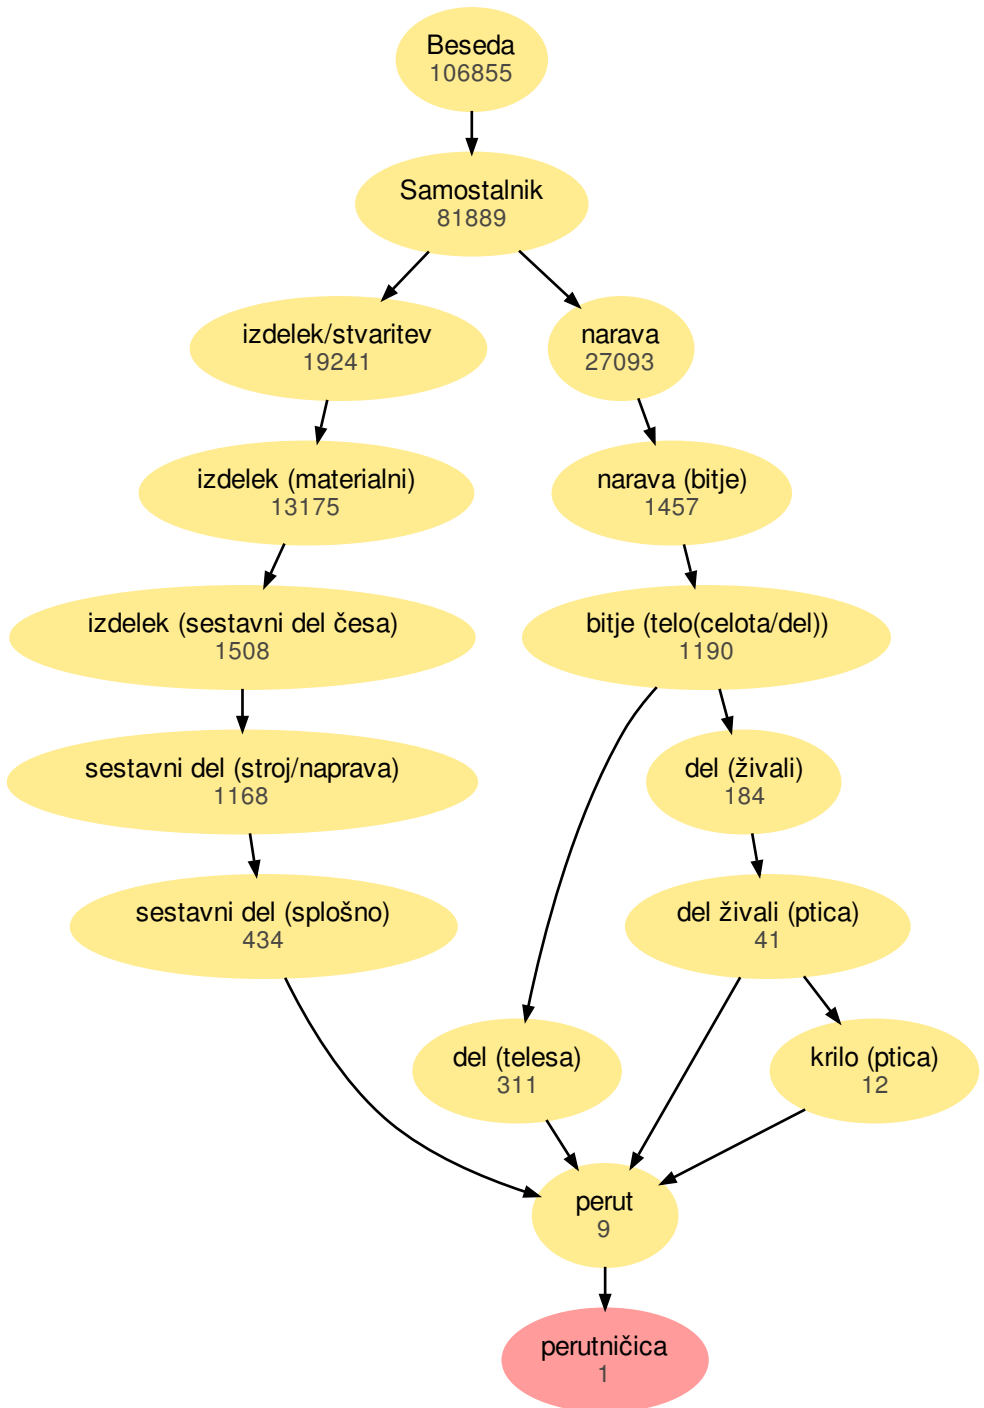 Beseda
106855
Samostalnik
81889
izdelek/stvaritev
19241
narava
27093
izdelek (materialni)
13175
narava (bitje)
1457
izdelek (sestavni del česa)
1508
bitje (telo(celota/del))
1190
sestavni del (stroj/naprava)
1168
del (živali)
184
sestavni del (splošno)
434
del živali (ptica)
41
del (telesa)
311
krilo (ptica)
12
perut
9
perutničica
1